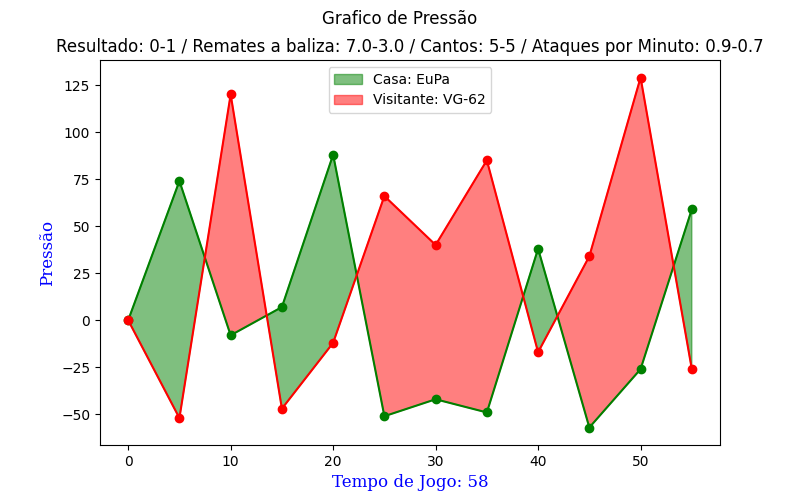 Grafico de Pressão
Resultado: 0-1 / Remates a baliza: 7.0-3.0 / Cantos: 5-5 / Ataques por Minuto: 0.9-0.7
Casa: EuPa
Visitante: VG-62
Pressão
125
100
75
50
25
0
−25
−50
0 10 20 30 40 50
Tempo de Jogo: 58